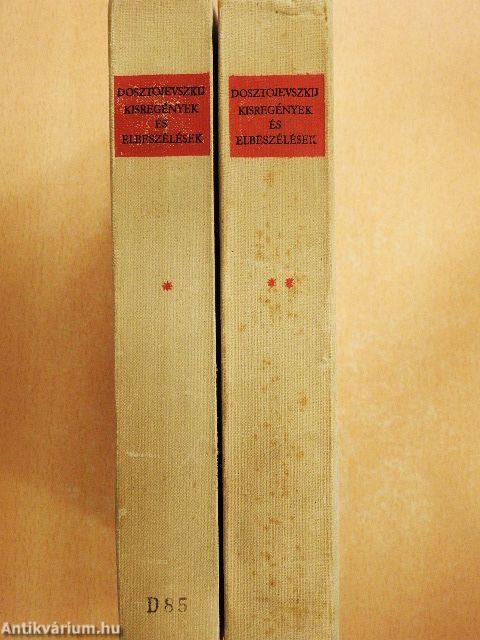 DOSZTOJEVSZKIJ
KISREGÉNYEK
ÉS
ELBESZÉLÉSEK
*
D85
DOSZTOJEVSZKIJ
KISREGÉNYEK
ÉS
ELBESZÉLÉSEK
* *
Antikvárium.hu